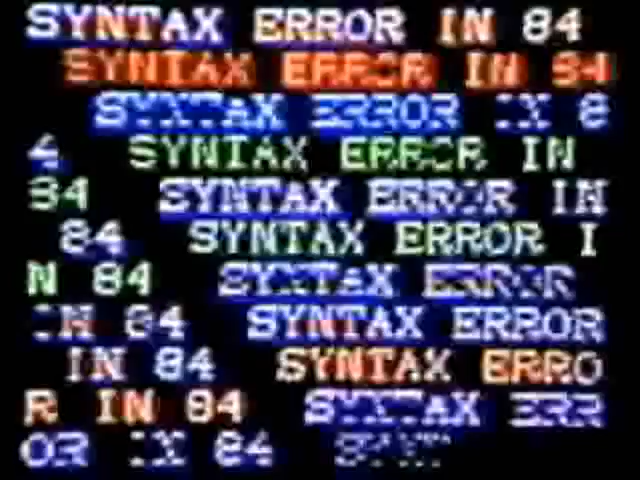 SYNTAX ERROR IN 84
SYNTAX ERROR IN 84
SYNTAX ERROR IN 8
4 SYNTAX ERROR IN
84 SYNTAX ERROR IN
84 SYNTAX ERROR I
N 84 SYNTAX ERROR
IN 84 SYNTAX ERROR
IN 84 SYNTAX ERRO
R IN 84 SYNTAX ERR
OR IN 84